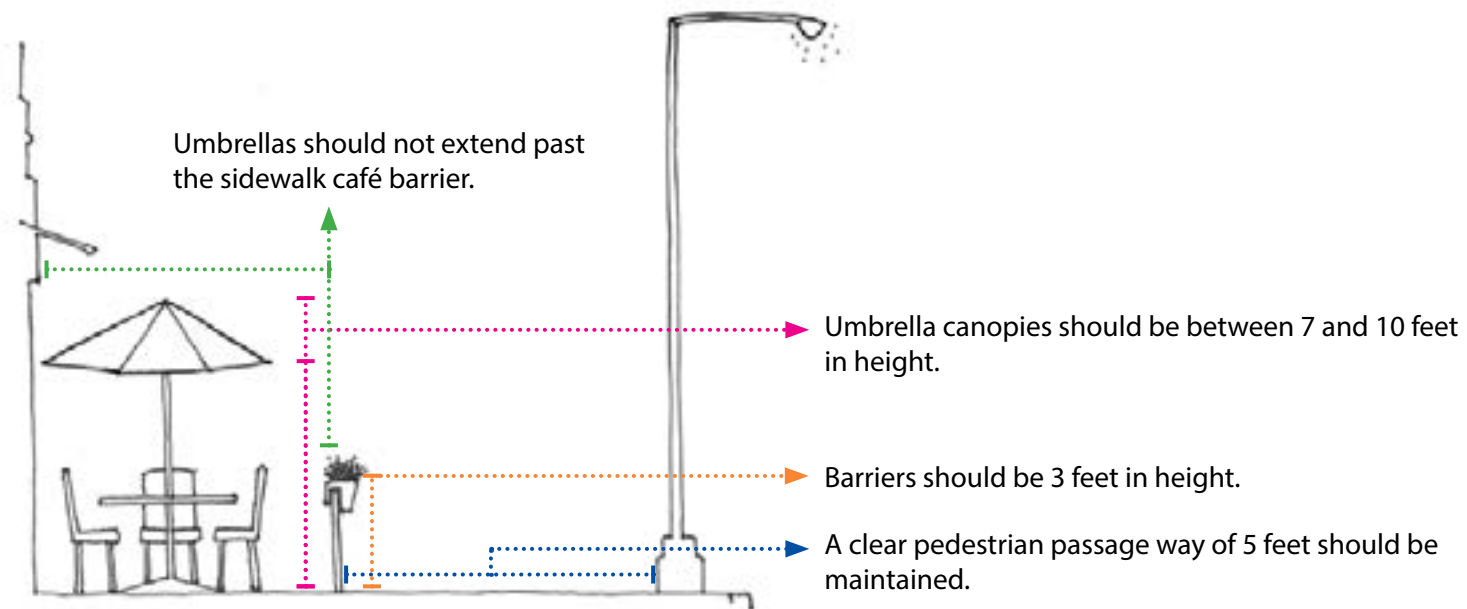 Umbrellas should not extend past
the sidewalk café barrier.
Umbrella canopies should be between 7 and 10 feet
in height.
Barriers should be 3 feet in height.
A clear pedestrian passage way of 5 feet should be
maintained.